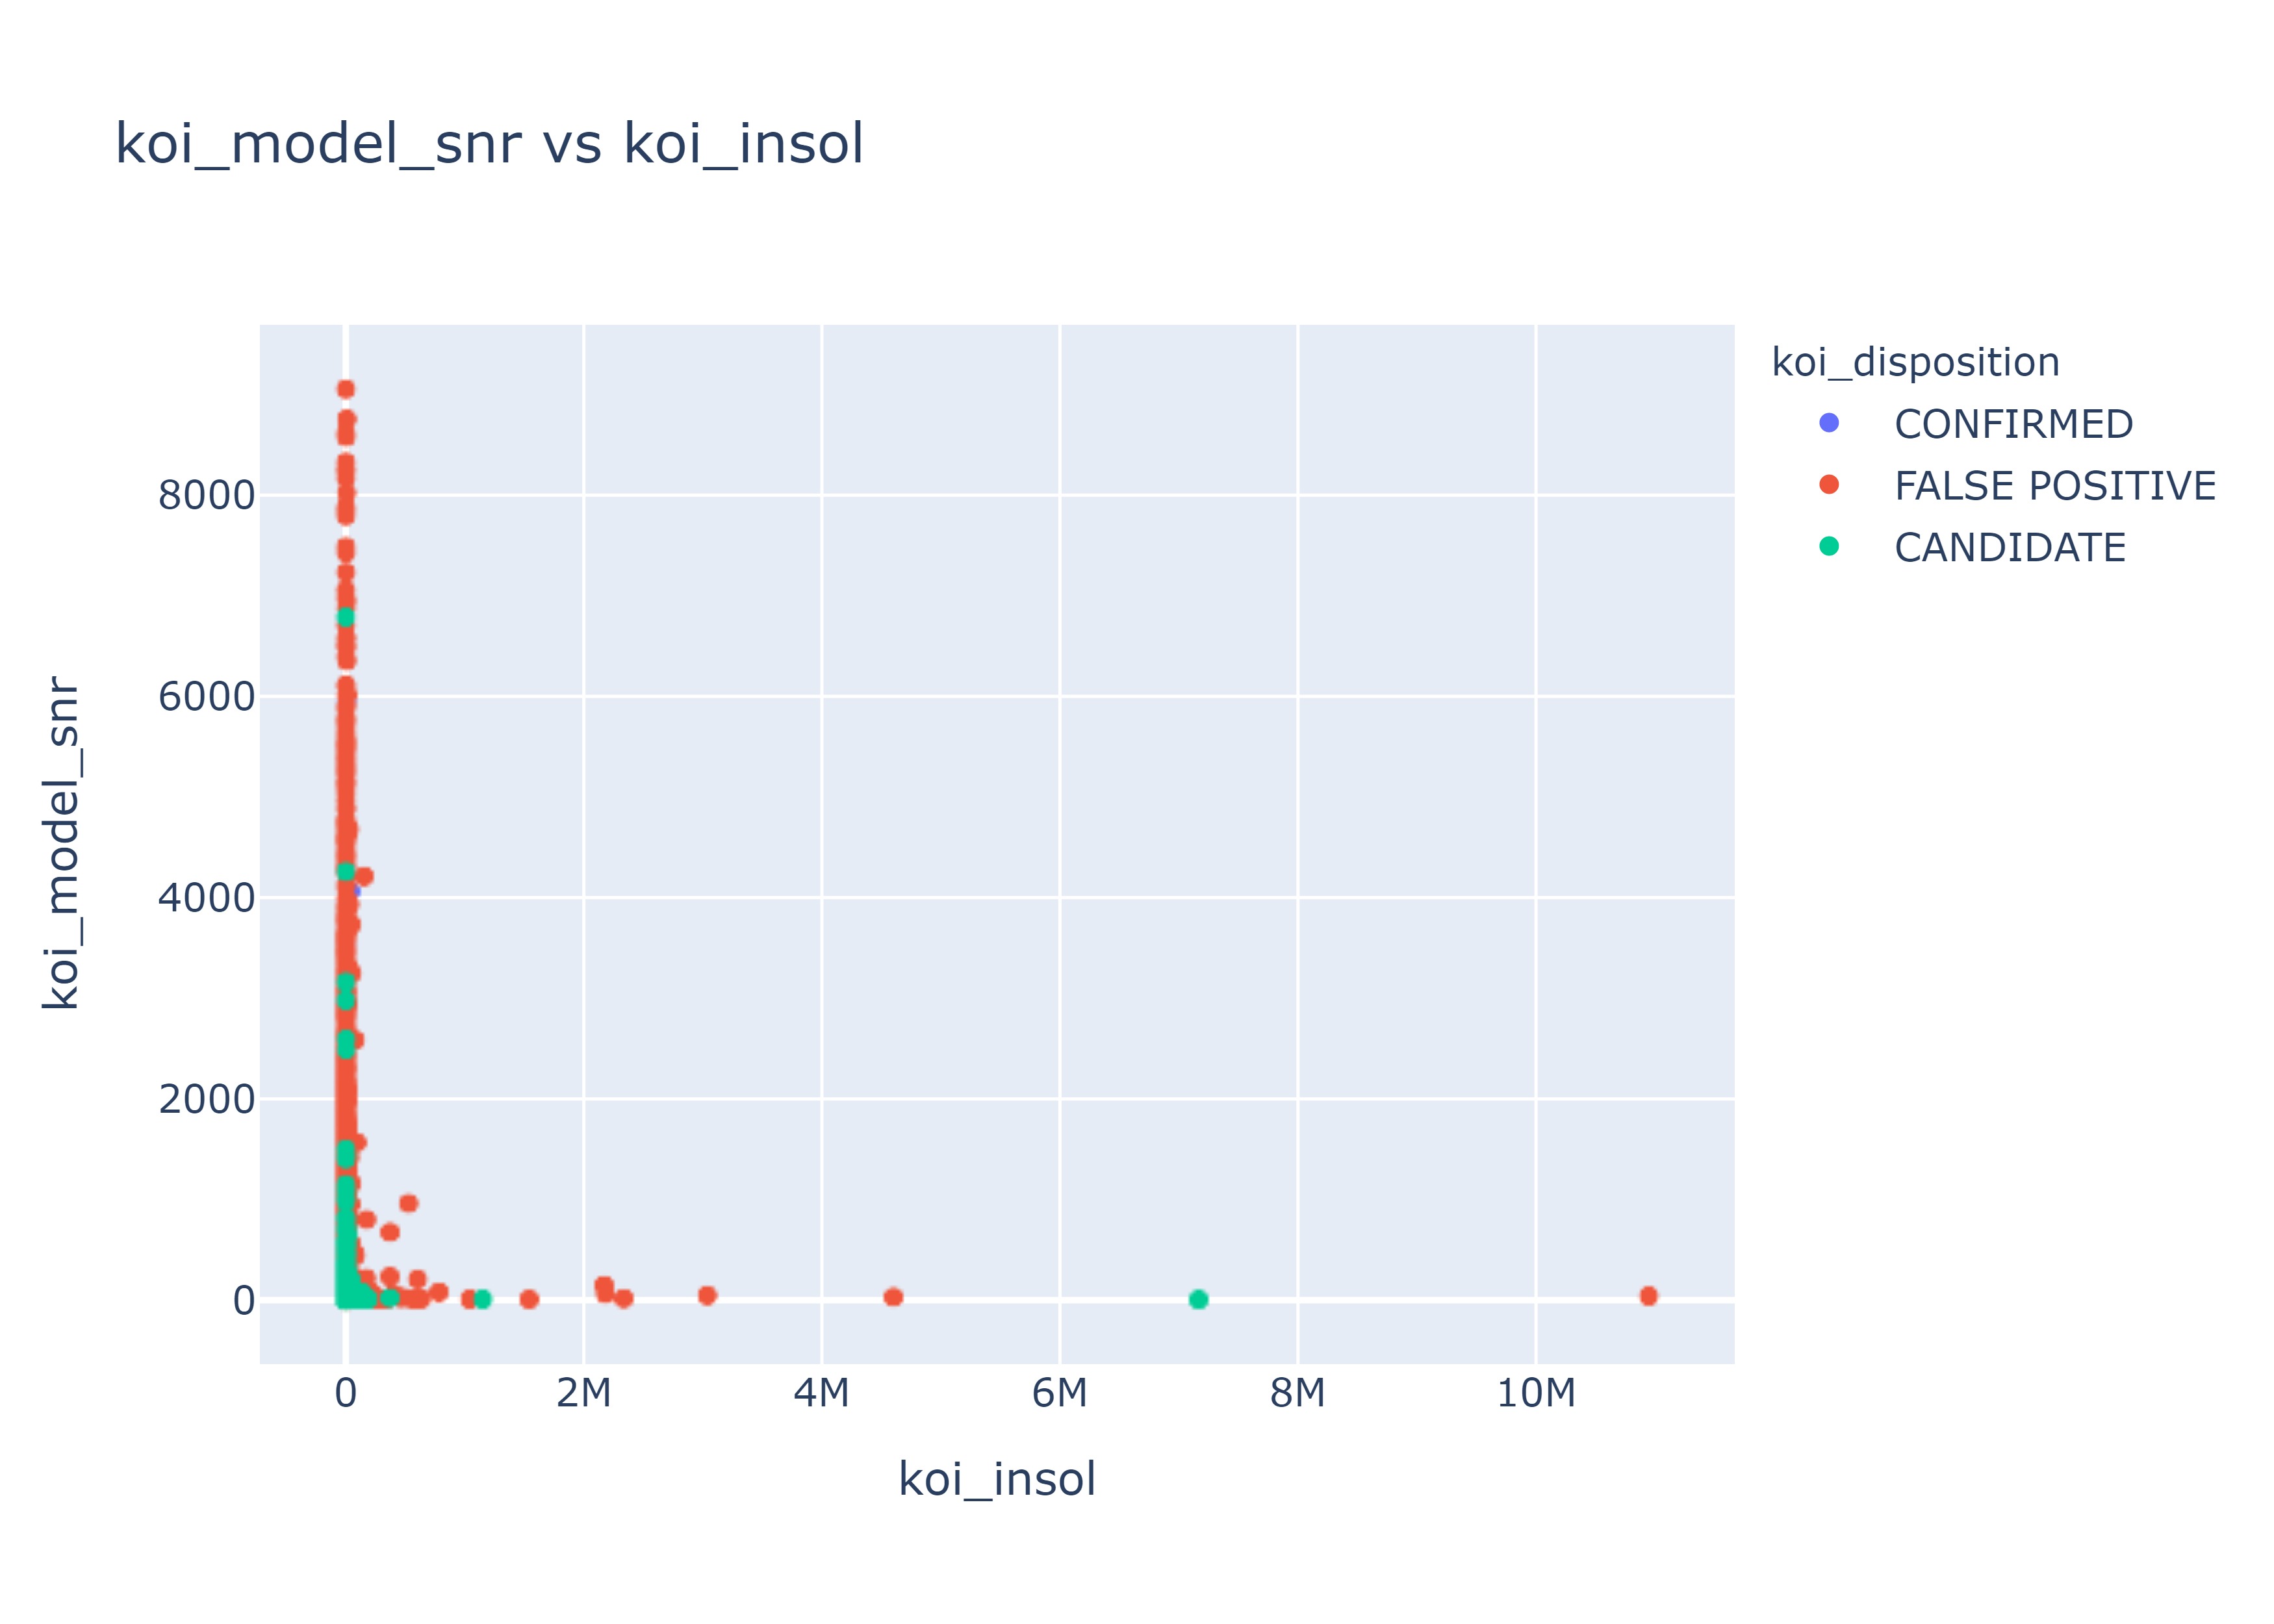 koi_model_snr vs koi_insol
koi_disposition
CONFIRMED
FALSE POSITIVE
CANDIDATE
koi_model_snr
8000
6000
4000
2000
0
0 2M 4M 6M 8M 10M
koi_insol